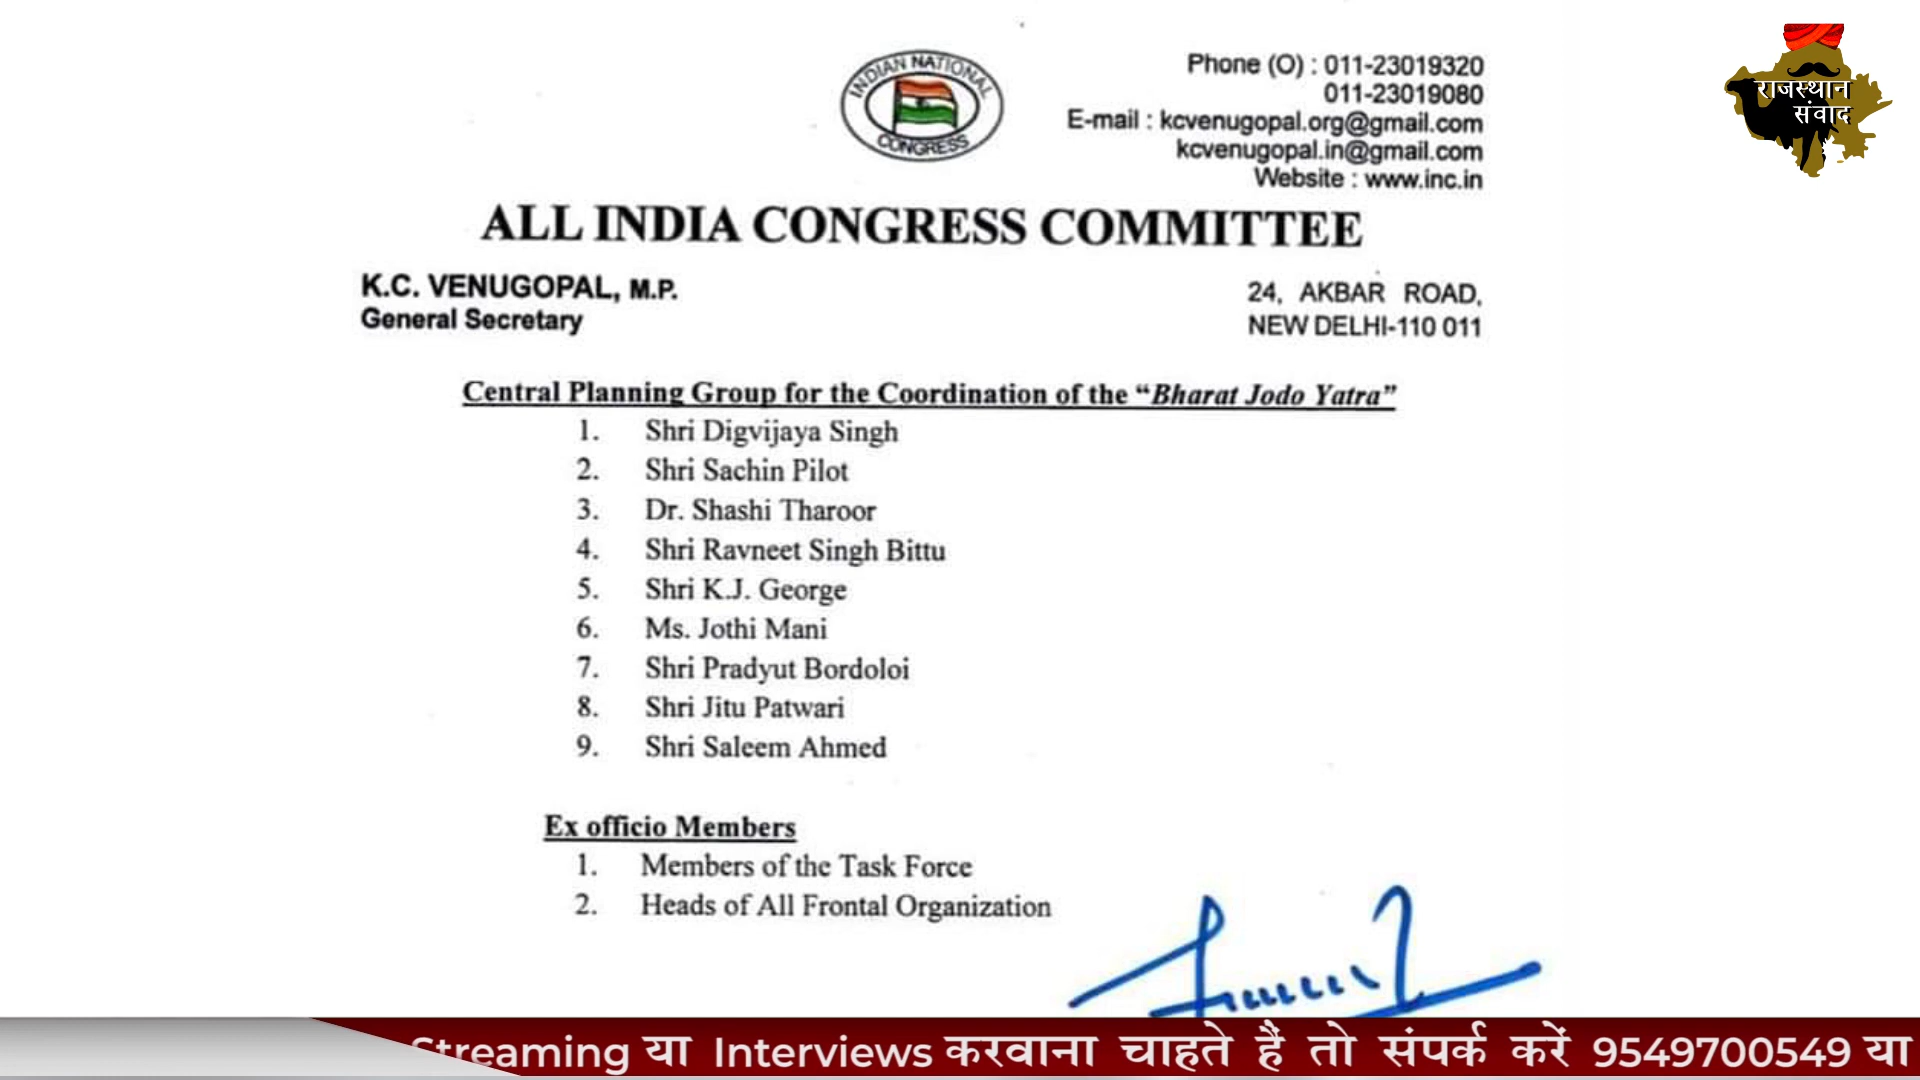 INDIAN NATIONAL
CONGRESS
Phone (O) : 011-23019320
011-23019080
E-mail : kcvenugopal.org@gmail.com
kcvenugopal.in@gmail.com
Website : www.inc.in
राजस्थान
संवाद
ALL INDIA CONGRESS COMMITTEE
K.C. VENUGOPAL, M.P.
General Secretary
24, AKBAR ROAD,
NEW DELHI-110 011
Central Planning Group for the Coordination of the “Bharat Jodo Yatra”
1. Shri Digvijaya Singh
2. Shri Sachin Pilot
3. Dr. Shashi Tharoor
4. Shri Ravneet Singh Bittu
5. Shri K.J. George
6. Ms. Jothi Mani
7. Shri Pradyut Bordoloi
8. Shri Jitu Patwari
9. Shri Saleem Ahmed
Ex officio Members
1. Members of the Task Force
2. Heads of All Frontal Organization
Streaming या Interviews करवाना चाहते हैं तो संपर्क करें 9549700549 या